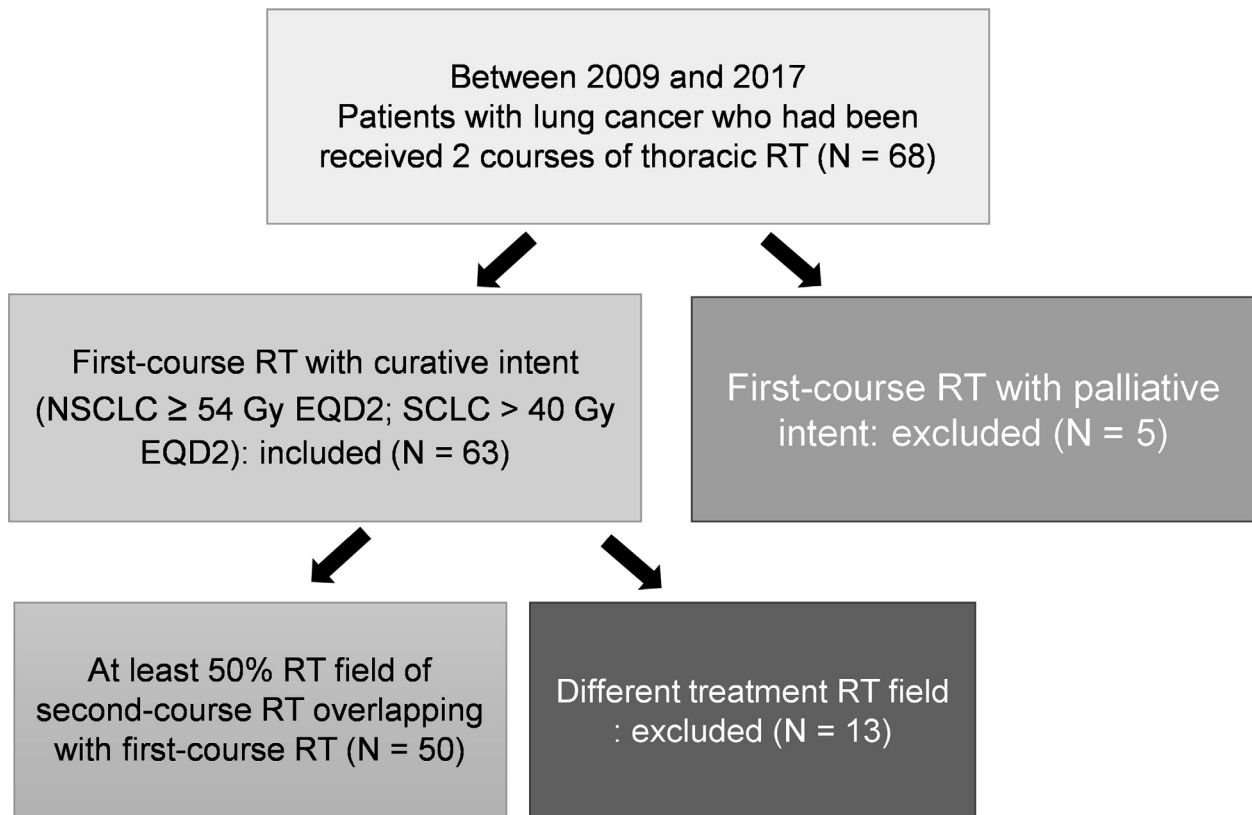 Between 2009 and 2017
Patients with lung cancer who had been
received 2 courses of thoracic RT (N = 68)
First-course RT with curative intent
(NSCLC ≥ 54 Gy EQD2; SCLC > 40 Gy
EQD2): included (N = 63)
First-course RT with palliative
intent: excluded (N = 5)
At least 50% RT field of
second-course RT overlapping
with first-course RT (N = 50)
Different treatment RT field
: excluded (N = 13)